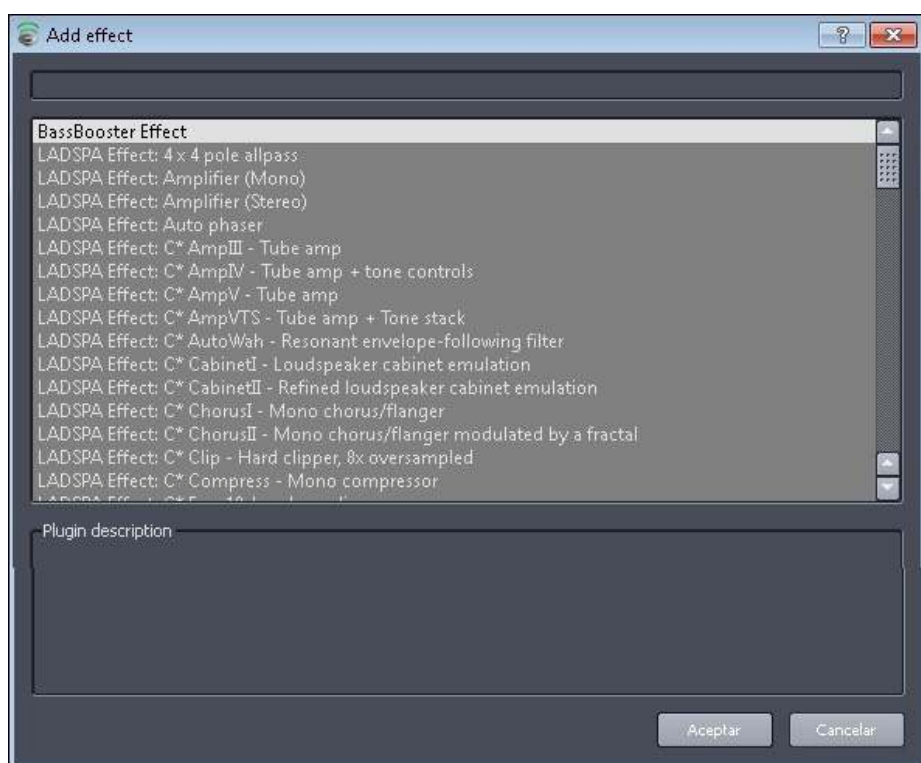 Add effect
BassBooster Effect
LADSPA Effect: 4 x 4 pole allpass
LADSPA Effect: Amplifier (Mono)
LADSPA Effect: Amplifier (Stereo)
LADSPA Effect: Auto phaser
LADSPA Effect: C* AmpIII - Tube amp
LADSPA Effect: C* AmpIV - Tube amp + tone controls
LADSPA Effect: C* AmpV - Tube amp
LADSPA Effect: C* AmpVTS - Tube amp + Tone stack
LADSPA Effect: C* AutoWah - Resonant envelope-following filter
LADSPA Effect: C* CabinetI - Loudspeaker cabinet emulation
LADSPA Effect: C* CabinetII - Refined loudspeaker cabinet emulation
LADSPA Effect: C* ChorusI - Mono chorus/flanger
LADSPA Effect: C* ChorusII - Mono chorus/flanger modulated by a fractal
LADSPA Effect: C* Clip - Hard clipper, 8x oversampled
LADSPA Effect: C* Compress - Mono compressor
Plugin description
Aceptar
Cancelar